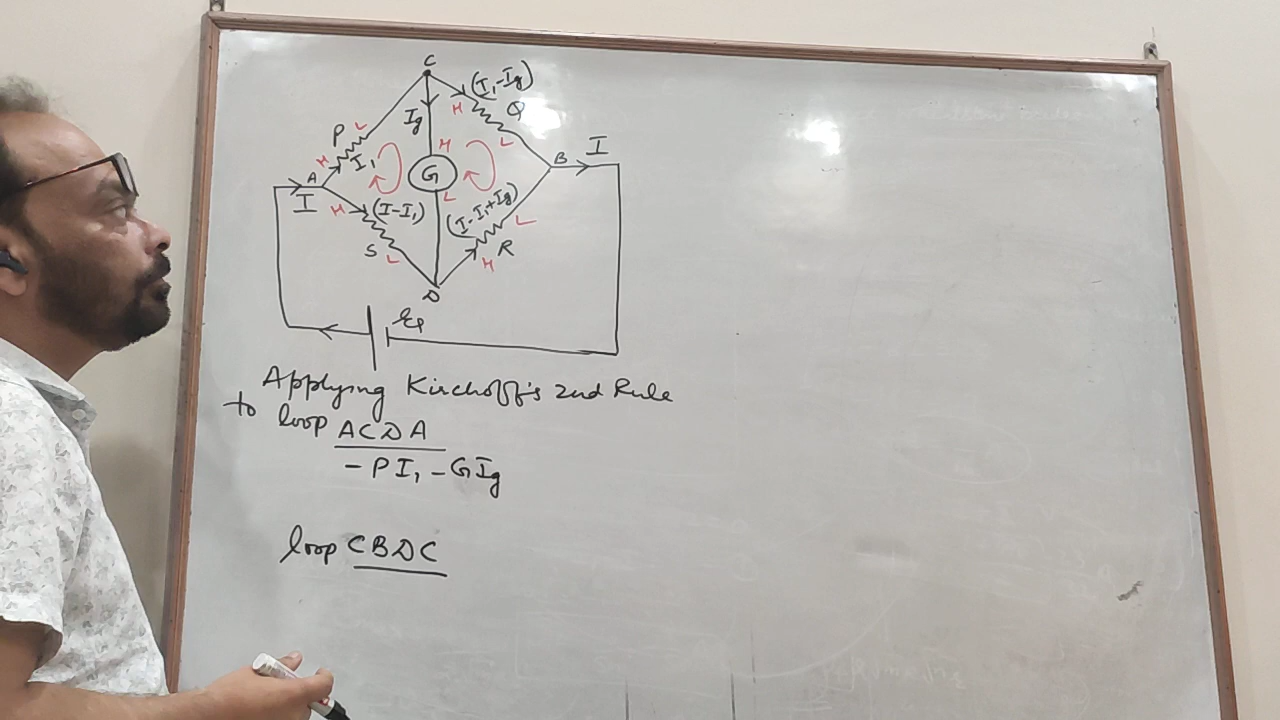 C
(I₁-Ig)
H
Q
P L
Ig
H
L
H
I₁
A
G
B
I
I
H
(I-I₁)
L
(I-I₁+Ig)
L
S
L
R
H
D
Applying Kirchoff's 2nd Rule
to loop ACDA
- PI₁ - GIg
loop CBDC